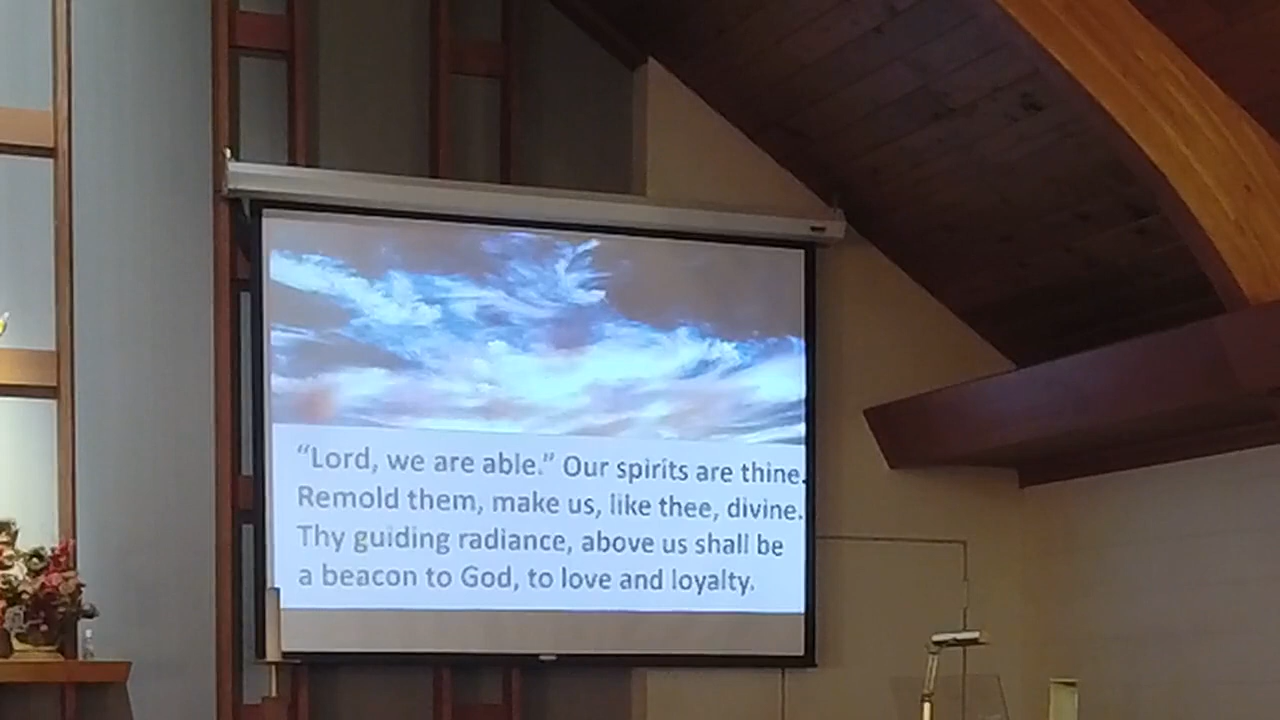 “Lord, we are able.” Our spirits are thine.
Remold them, make us, like thee, divine.
Thy guiding radiance, above us shall be
a beacon to God, to love and loyalty.